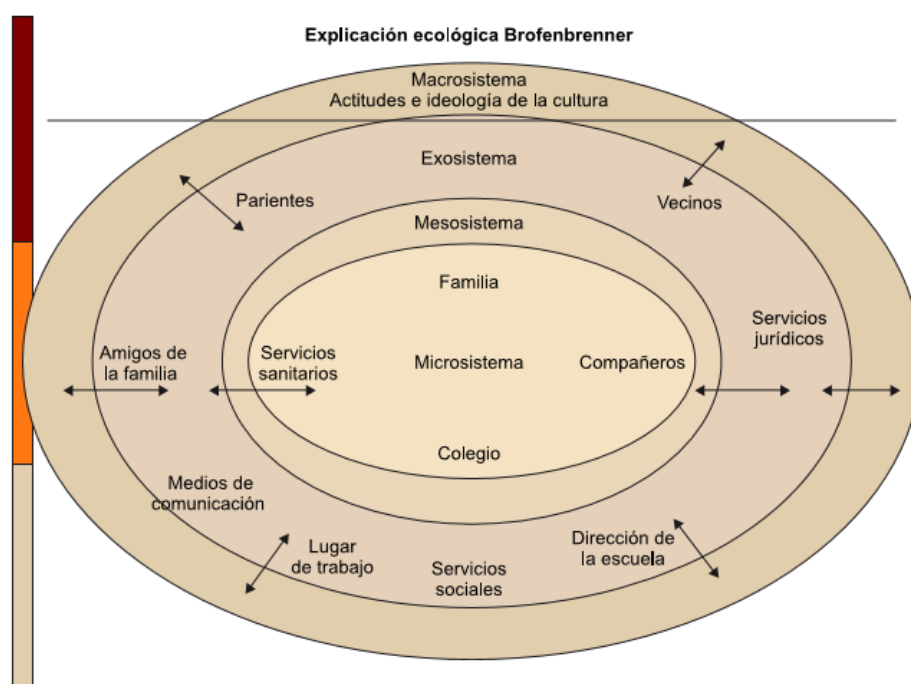 Explicación ecológica Brofenbrenner
Macrosistema
Actitudes e ideología de la cultura
Exosistema
Parientes
Vecinos
Mesosistema
Familia
Servicios
jurídicos
Amigos de
la familia
Servicios
sanitarios
Microsistema
Compañeros
Colegio
Medios de
comunicación
Lugar
de trabajo
Servicios
sociales
Dirección de
la escuela